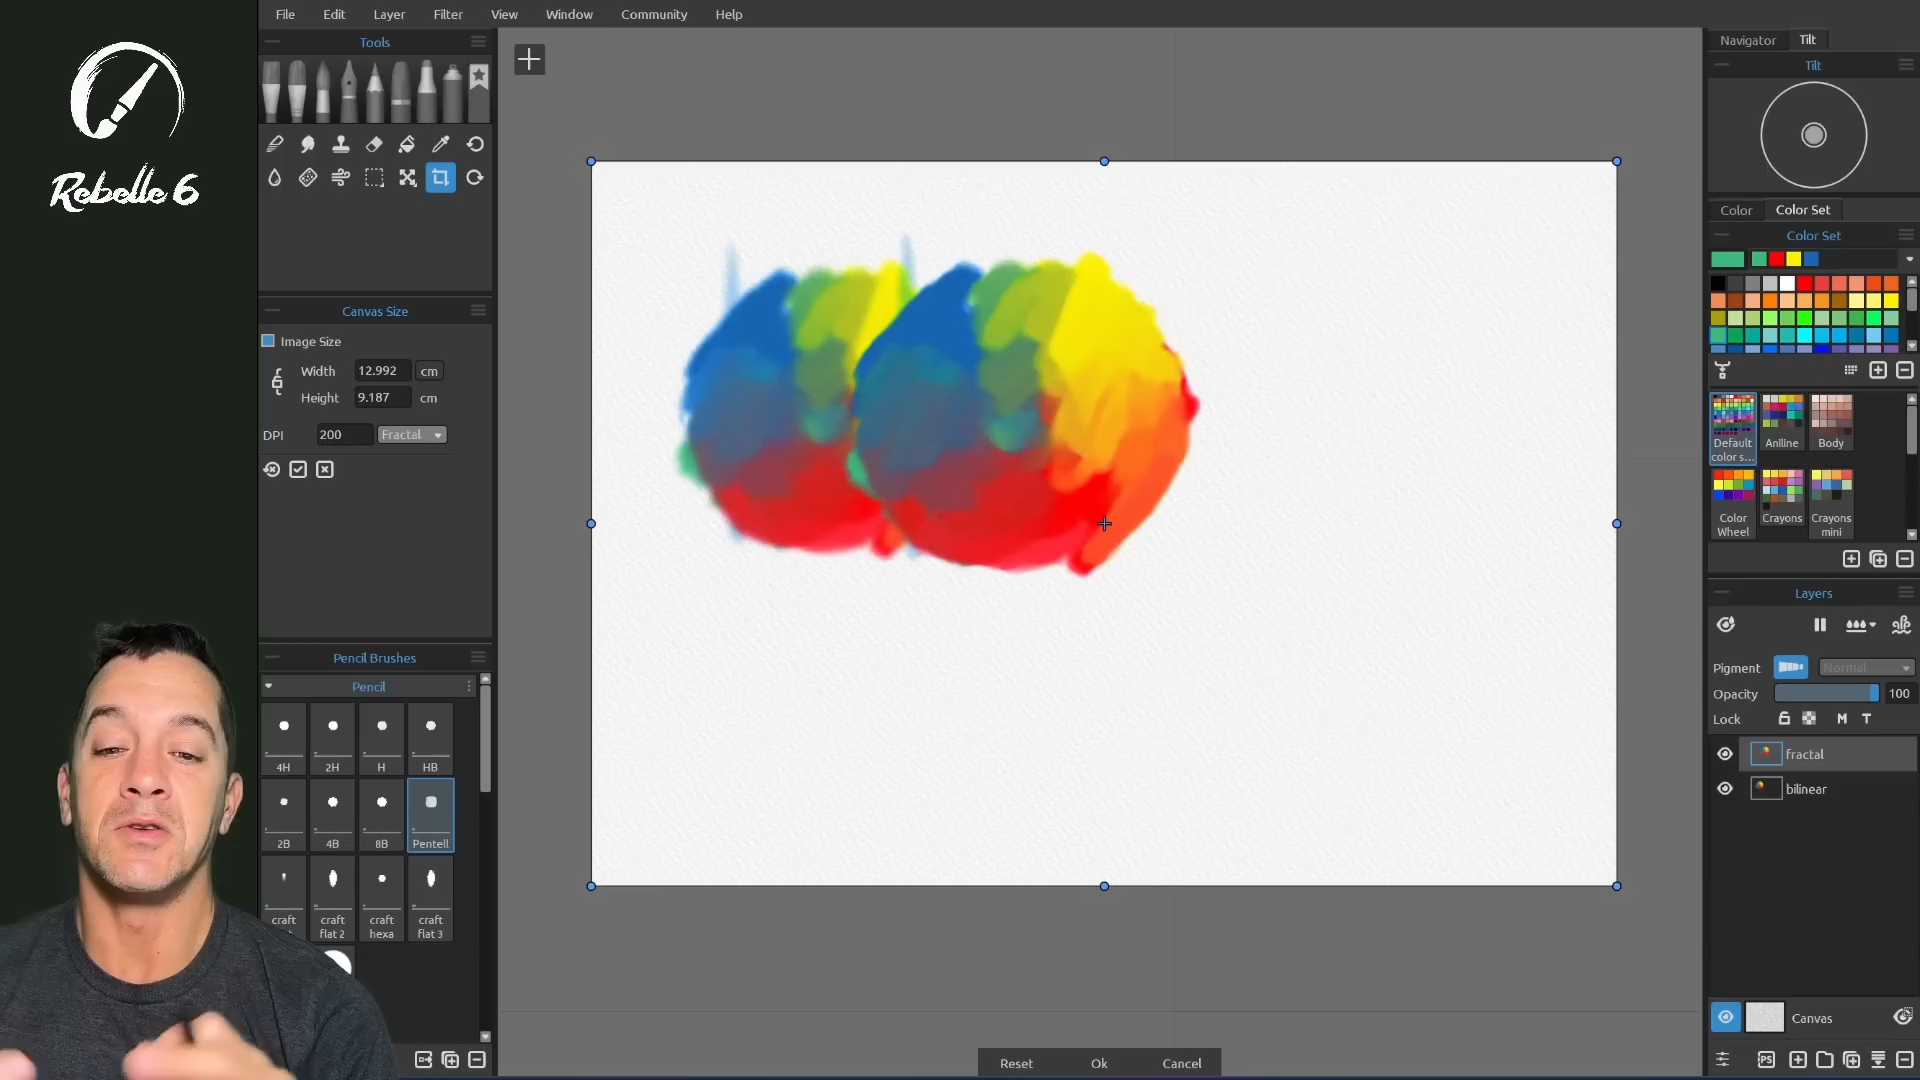 File Edit Layer Filter View Window Community Help
Rebelle 6
Tools
Canvas Size
Image Size
Width 12.992 cm
Height 9.187 cm
DPI 200 Fractal
Pencil Brushes
Pencil
4H 2H H HB
2B 4B 8B Pentell
craft craft flat 2 craft hexa craft flat 3
Reset Ok Cancel
Navigator Tilt
Tilt
Color Color Set
Color Set
Default color s... Aniline Body
Color Wheel Crayons Crayons mini
Layers
Pigment Normal
Opacity 100
Lock M T
fractal
bilinear
Canvas
PS